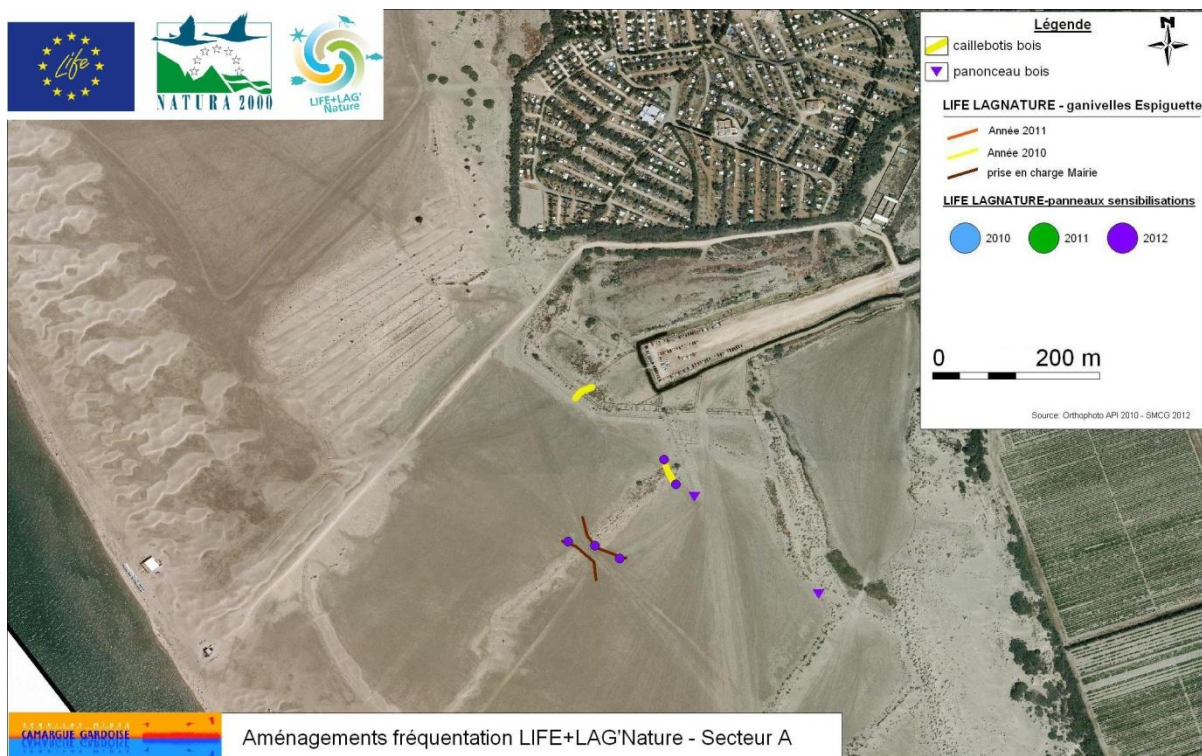 Life
NATURA 2000
LIFE+LAG'
Nature
Légende
N
caillebotis bois
panonceau bois
LIFE LAGNATURE - ganivelles Espiguette
Année 2011
Année 2010
prise en charge Mairie
LIFE LAGNATURE-panneaux sensibilisations
2010 2011 2012
0 200 m
Source: Orthophoto API 2010 - SMCG 2012
CAMARGUE GARDOISE
Aménagements fréquentation LIFE+LAG'Nature - Secteur A